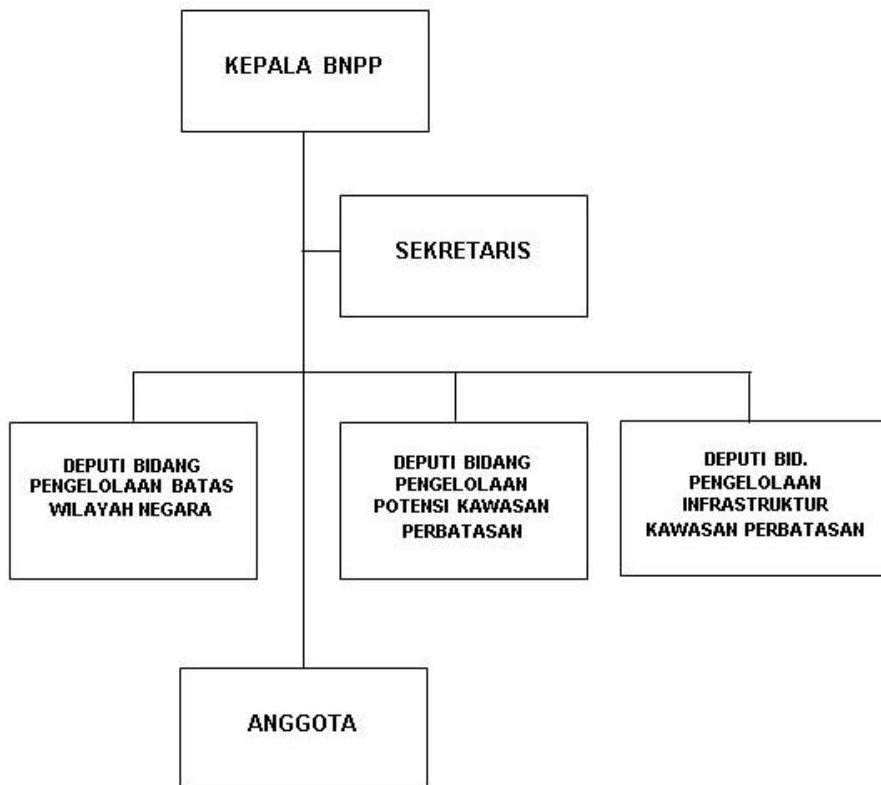 KEPALA BNPP
SEKRETARIS
DEPUTI BIDANG
PENGELOLAAN BATAS
WILAYAH NEGARA
DEPUTI BIDANG
PENGELOLAAN
POTENSI KAWASAN
PERBATASAN
DEPUTI BID.
PENGELOLAAN
INFRASTRUKTUR
KAWASAN PERBATASAN
ANGGOTA